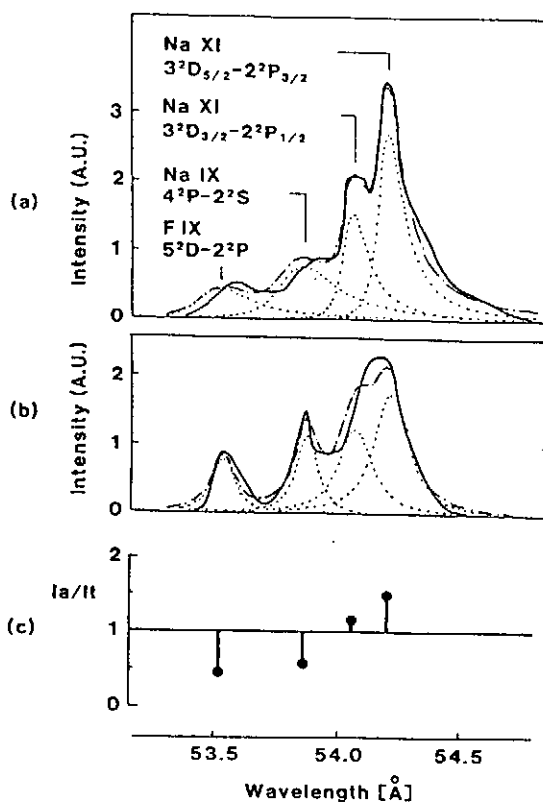 (a)
Intensity (A.U.)
3
2
1
0
Na XI
3²D₅/₂-2²P₃/₂
Na XI
3²D₃/₂-2²P₁/₂
Na IX
4²P-2²S
F IX
5²D-2²P
(b)
Intensity (A.U.)
2
1
0
(c)
Ia/It
2
1
0
53.5 54.0 54.5
Wavelength [Å]